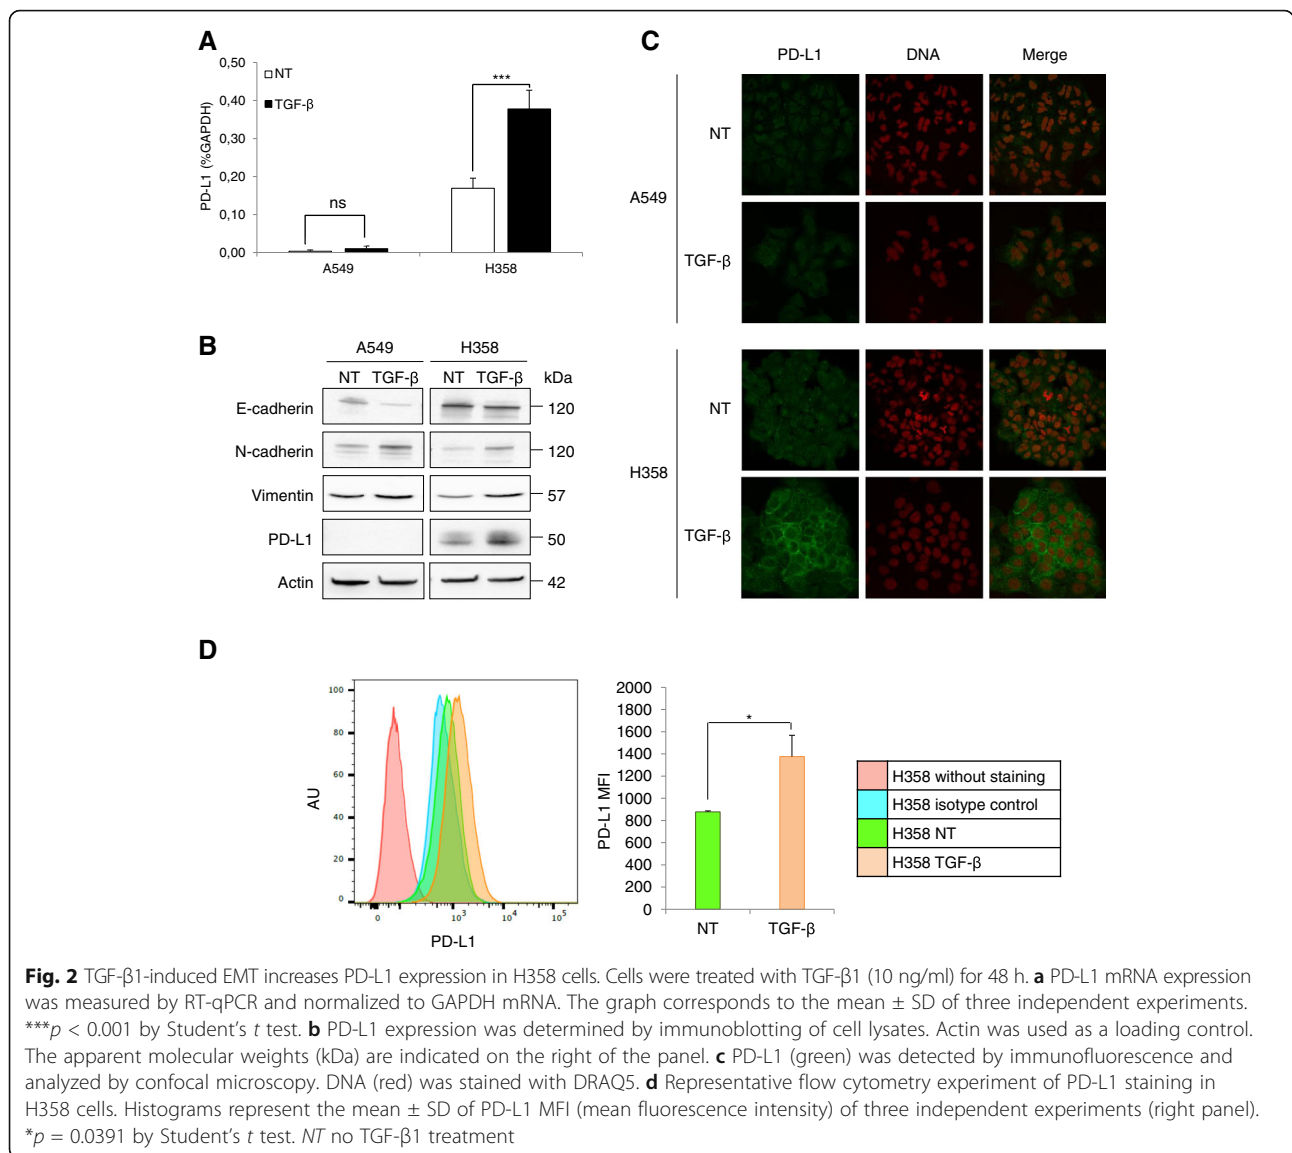 A
0,50
0,40
0,30
0,20
0,10
0,00
PD-L1 (%GAPDH)
NT
TGF-β
ns
***
A549
H358
B
A549 H358
NT TGF-β NT TGF-β kDa
E-cadherin 120
N-cadherin 120
Vimentin 57
PD-L1 50
Actin 42
C
PD-L1 DNA Merge
NT
A549
TGF-β
NT
H358
TGF-β
D
100
80
60
40
20
0
AU
0 10³ 10⁴ 10⁵
PD-L1
2000
1800
1600
1400
1200
1000
800
600
400
200
0
PD-L1 MFI
*
NT TGF-β
H358 without staining
H358 isotype control
H358 NT
H358 TGF-β
Fig. 2 TGF-β1-induced EMT increases PD-L1 expression in H358 cells. Cells were treated with TGF-β1 (10 ng/ml) for 48 h. a PD-L1 mRNA expression
was measured by RT-qPCR and normalized to GAPDH mRNA. The graph corresponds to the mean ± SD of three independent experiments.
***p < 0.001 by Student's t test. b PD-L1 expression was determined by immunoblotting of cell lysates. Actin was used as a loading control.
The apparent molecular weights (kDa) are indicated on the right of the panel. c PD-L1 (green) was detected by immunofluorescence and
analyzed by confocal microscopy. DNA (red) was stained with DRAQ5. d Representative flow cytometry experiment of PD-L1 staining in
H358 cells. Histograms represent the mean ± SD of PD-L1 MFI (mean fluorescence intensity) of three independent experiments (right panel).
*p = 0.0391 by Student's t test. NT no TGF-β1 treatment